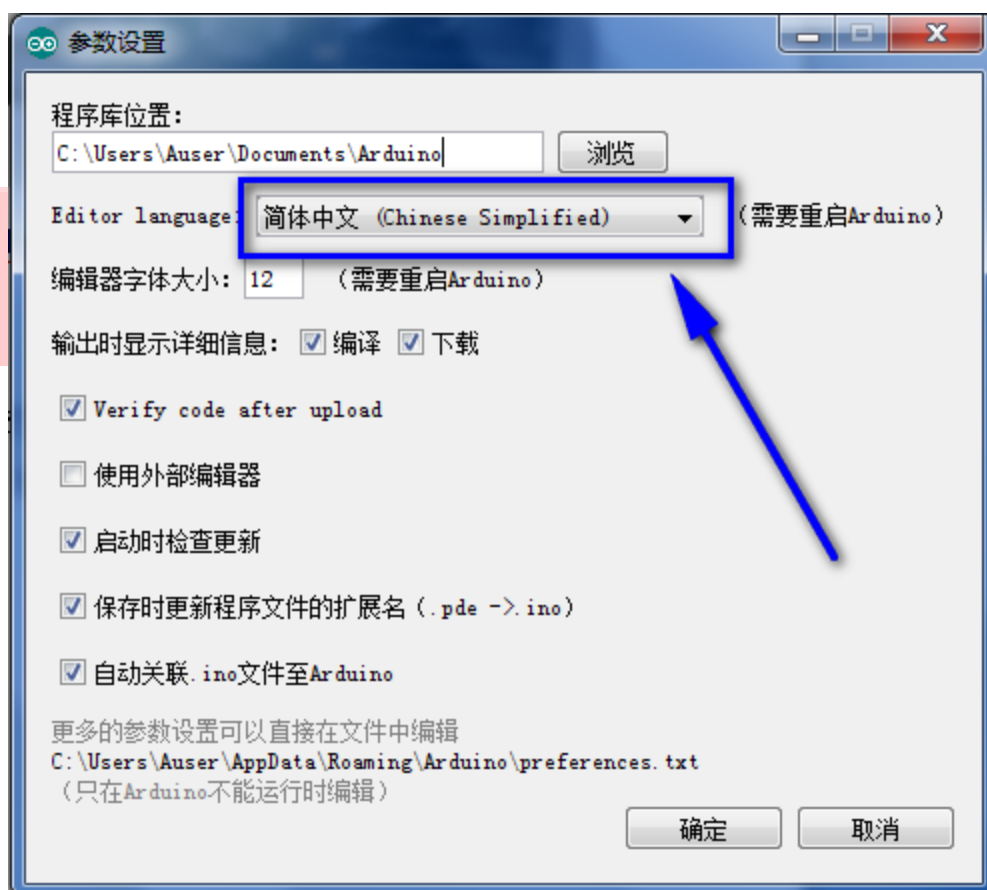 参数设置
程序库位置:
C:\Users\Auser\Documents\Arduino 浏览
Editor language: 简体中文 (Chinese Simplified) (需要重启Arduino)
编辑器字体大小: 12 (需要重启Arduino)
输出时显示详细信息: 编译 下载
Verify code after upload
使用外部编辑器
启动时检查更新
保存时更新程序文件的扩展名(.pde ->.ino)
自动关联.ino文件至Arduino
更多的参数设置可以直接在文件中编辑
C:\Users\Auser\AppData\Roaming\Arduino\preferences.txt
(只在Arduino不能运行时编辑)
确定 取消